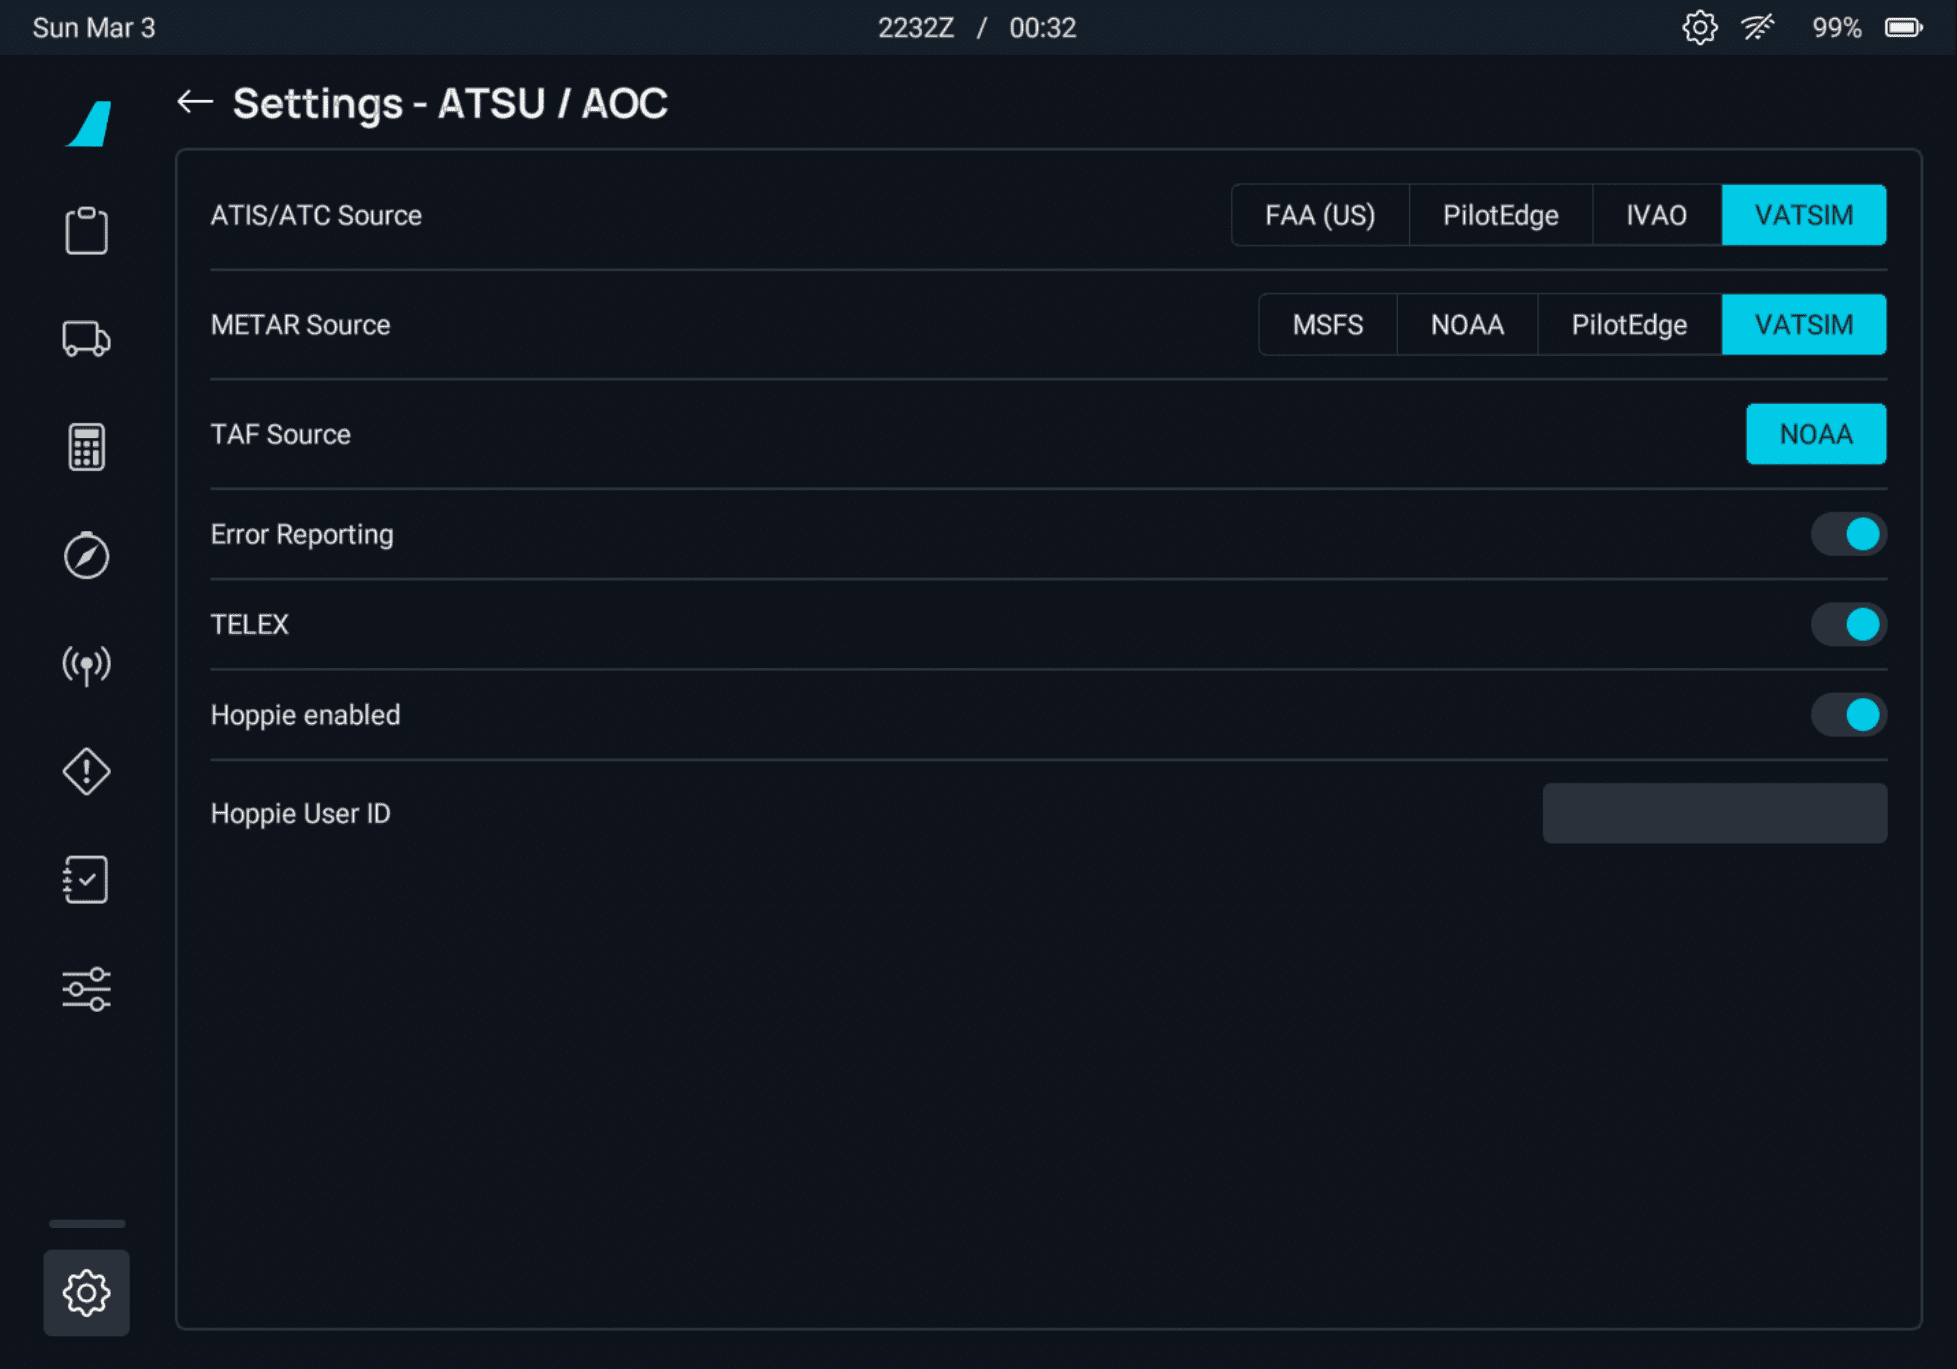 Sun Mar 3 2232Z / 00:32 99%
Settings - ATSU / AOC
ATIS/ATC Source FAA (US) PilotEdge IVAO VATSIM
METAR Source MSFS NOAA PilotEdge VATSIM
TAF Source NOAA
Error Reporting
TELEX
Hoppie enabled
Hoppie User ID